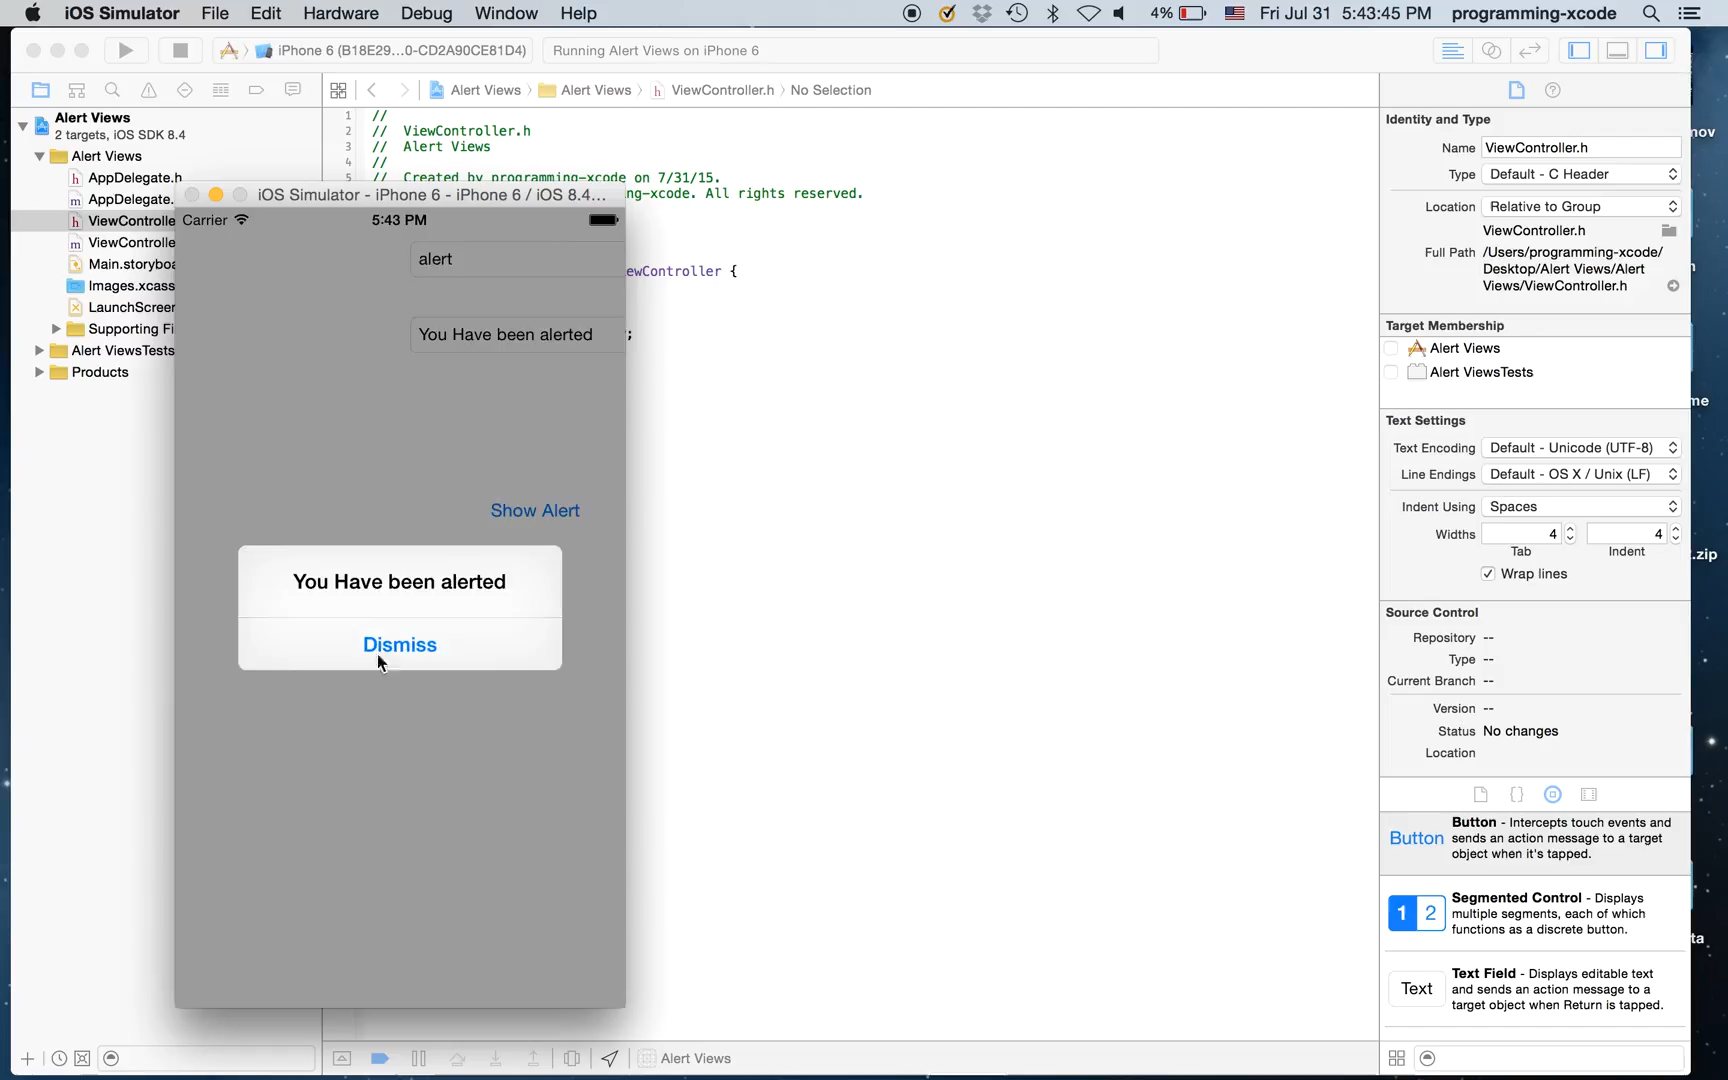 iOS Simulator File Edit Hardware Debug Window Help 4% Fri Jul 31 5:43:45 PM programming-xcode
iPhone 6 (B18E29...0-CD2A90CE81D4) Running Alert Views on iPhone 6
Alert Views
2 targets, iOS SDK 8.4
Alert Views
AppDelegate.h
AppDelegate.
ViewControlle
ViewControlle
Main.storyboa
Images.xcass
LaunchScreen
Supporting Fi
Alert ViewsTests
Products
Alert Views Alert Views ViewController.h No Selection
1 //
2 // ViewController.h
3 // Alert Views
4 //
5 // Created by programming-xcode on 7/31/15.
ng-xcode. All rights reserved.
ewController {
;
iOS Simulator - iPhone 6 - iPhone 6 / iOS 8.4...
Carrier 5:43 PM
alert
You Have been alerted
Show Alert
You Have been alerted
Dismiss
Alert Views
Identity and Type
Name ViewController.h
Type Default - C Header
Location Relative to Group
ViewController.h
Full Path /Users/programming-xcode/
Desktop/Alert Views/Alert
Views/ViewController.h
Target Membership
Alert Views
Alert ViewsTests
Text Settings
Text Encoding Default - Unicode (UTF-8)
Line Endings Default - OS X / Unix (LF)
Indent Using Spaces
Widths 4 4
Tab Indent
Wrap lines
Source Control
Repository --
Type --
Current Branch --
Version --
Status No changes
Location
Button Button - Intercepts touch events and
sends an action message to a target
object when it's tapped.
1 2 Segmented Control - Displays
multiple segments, each of which
functions as a discrete button.
Text Text Field - Displays editable text
and sends an action message to a
target object when Return is tapped.
mov
n
me
.zip
ta